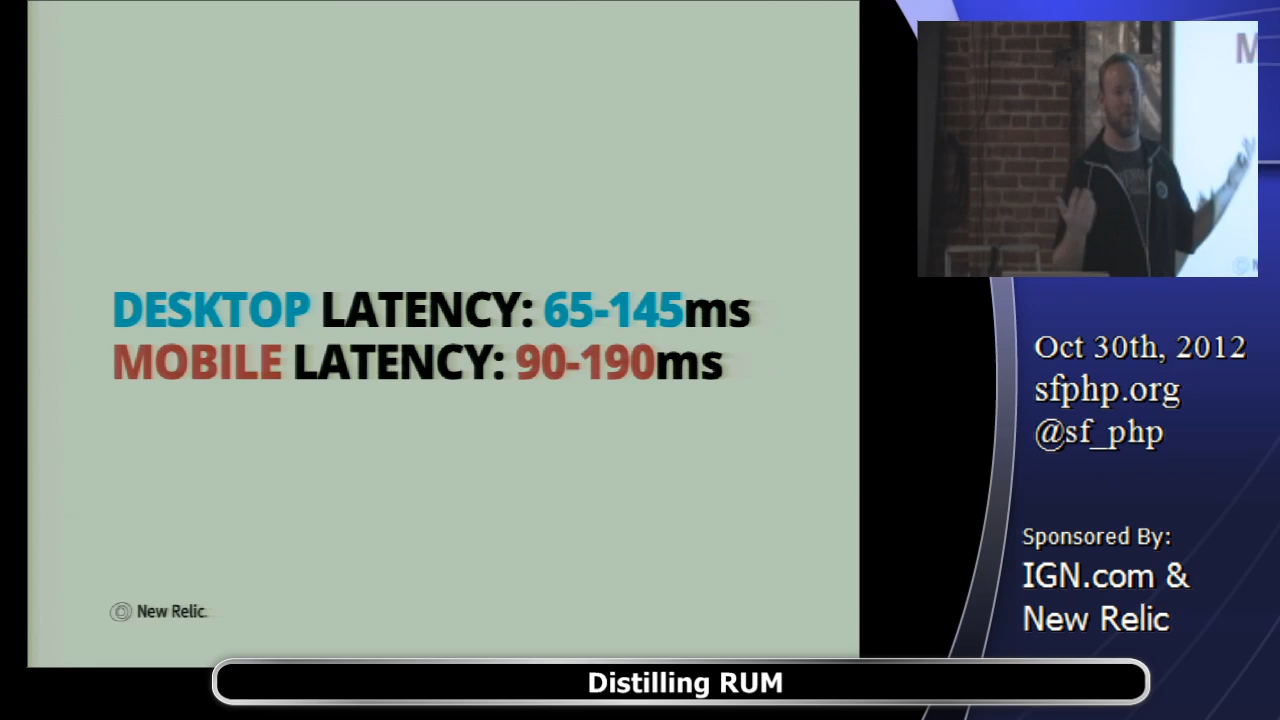 DESKTOP LATENCY: 65-145ms
MOBILE LATENCY: 90-190ms
New Relic.
M
Oct 30th, 2012
sfphp.org
@sf_php
Sponsored By:
IGN.com &
New Relic
Distilling RUM